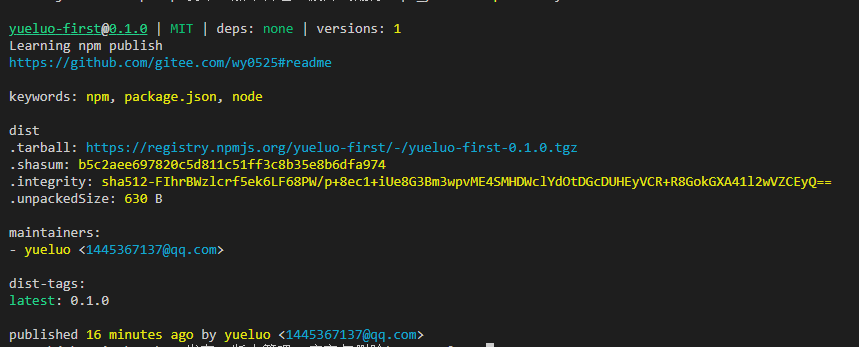 yueluo-first@0.1.0 | MIT | deps: none | versions: 1
Learning npm publish
https://github.com/gitee.com/wy0525#readme
keywords: npm, package.json, node
dist
.tarball: https://registry.npmjs.org/yueluo-first/-/yueluo-first-0.1.0.tgz
.shasum: b5c2aee697820c5d811c51ff3c8b35e8b6dfa974
.integrity: sha512-FIhrBWzlcrf5ek6LF68PW/p+8ec1+iUe8G3Bm3wpvME4SMHDWclYdOtDGcDUHEyVCR+R8GokGXA41l2wVZCEyQ==
.unpackedSize: 630 B
maintainers:
- yueluo <1445367137@qq.com>
dist-tags:
latest: 0.1.0
published 16 minutes ago by yueluo <1445367137@qq.com>